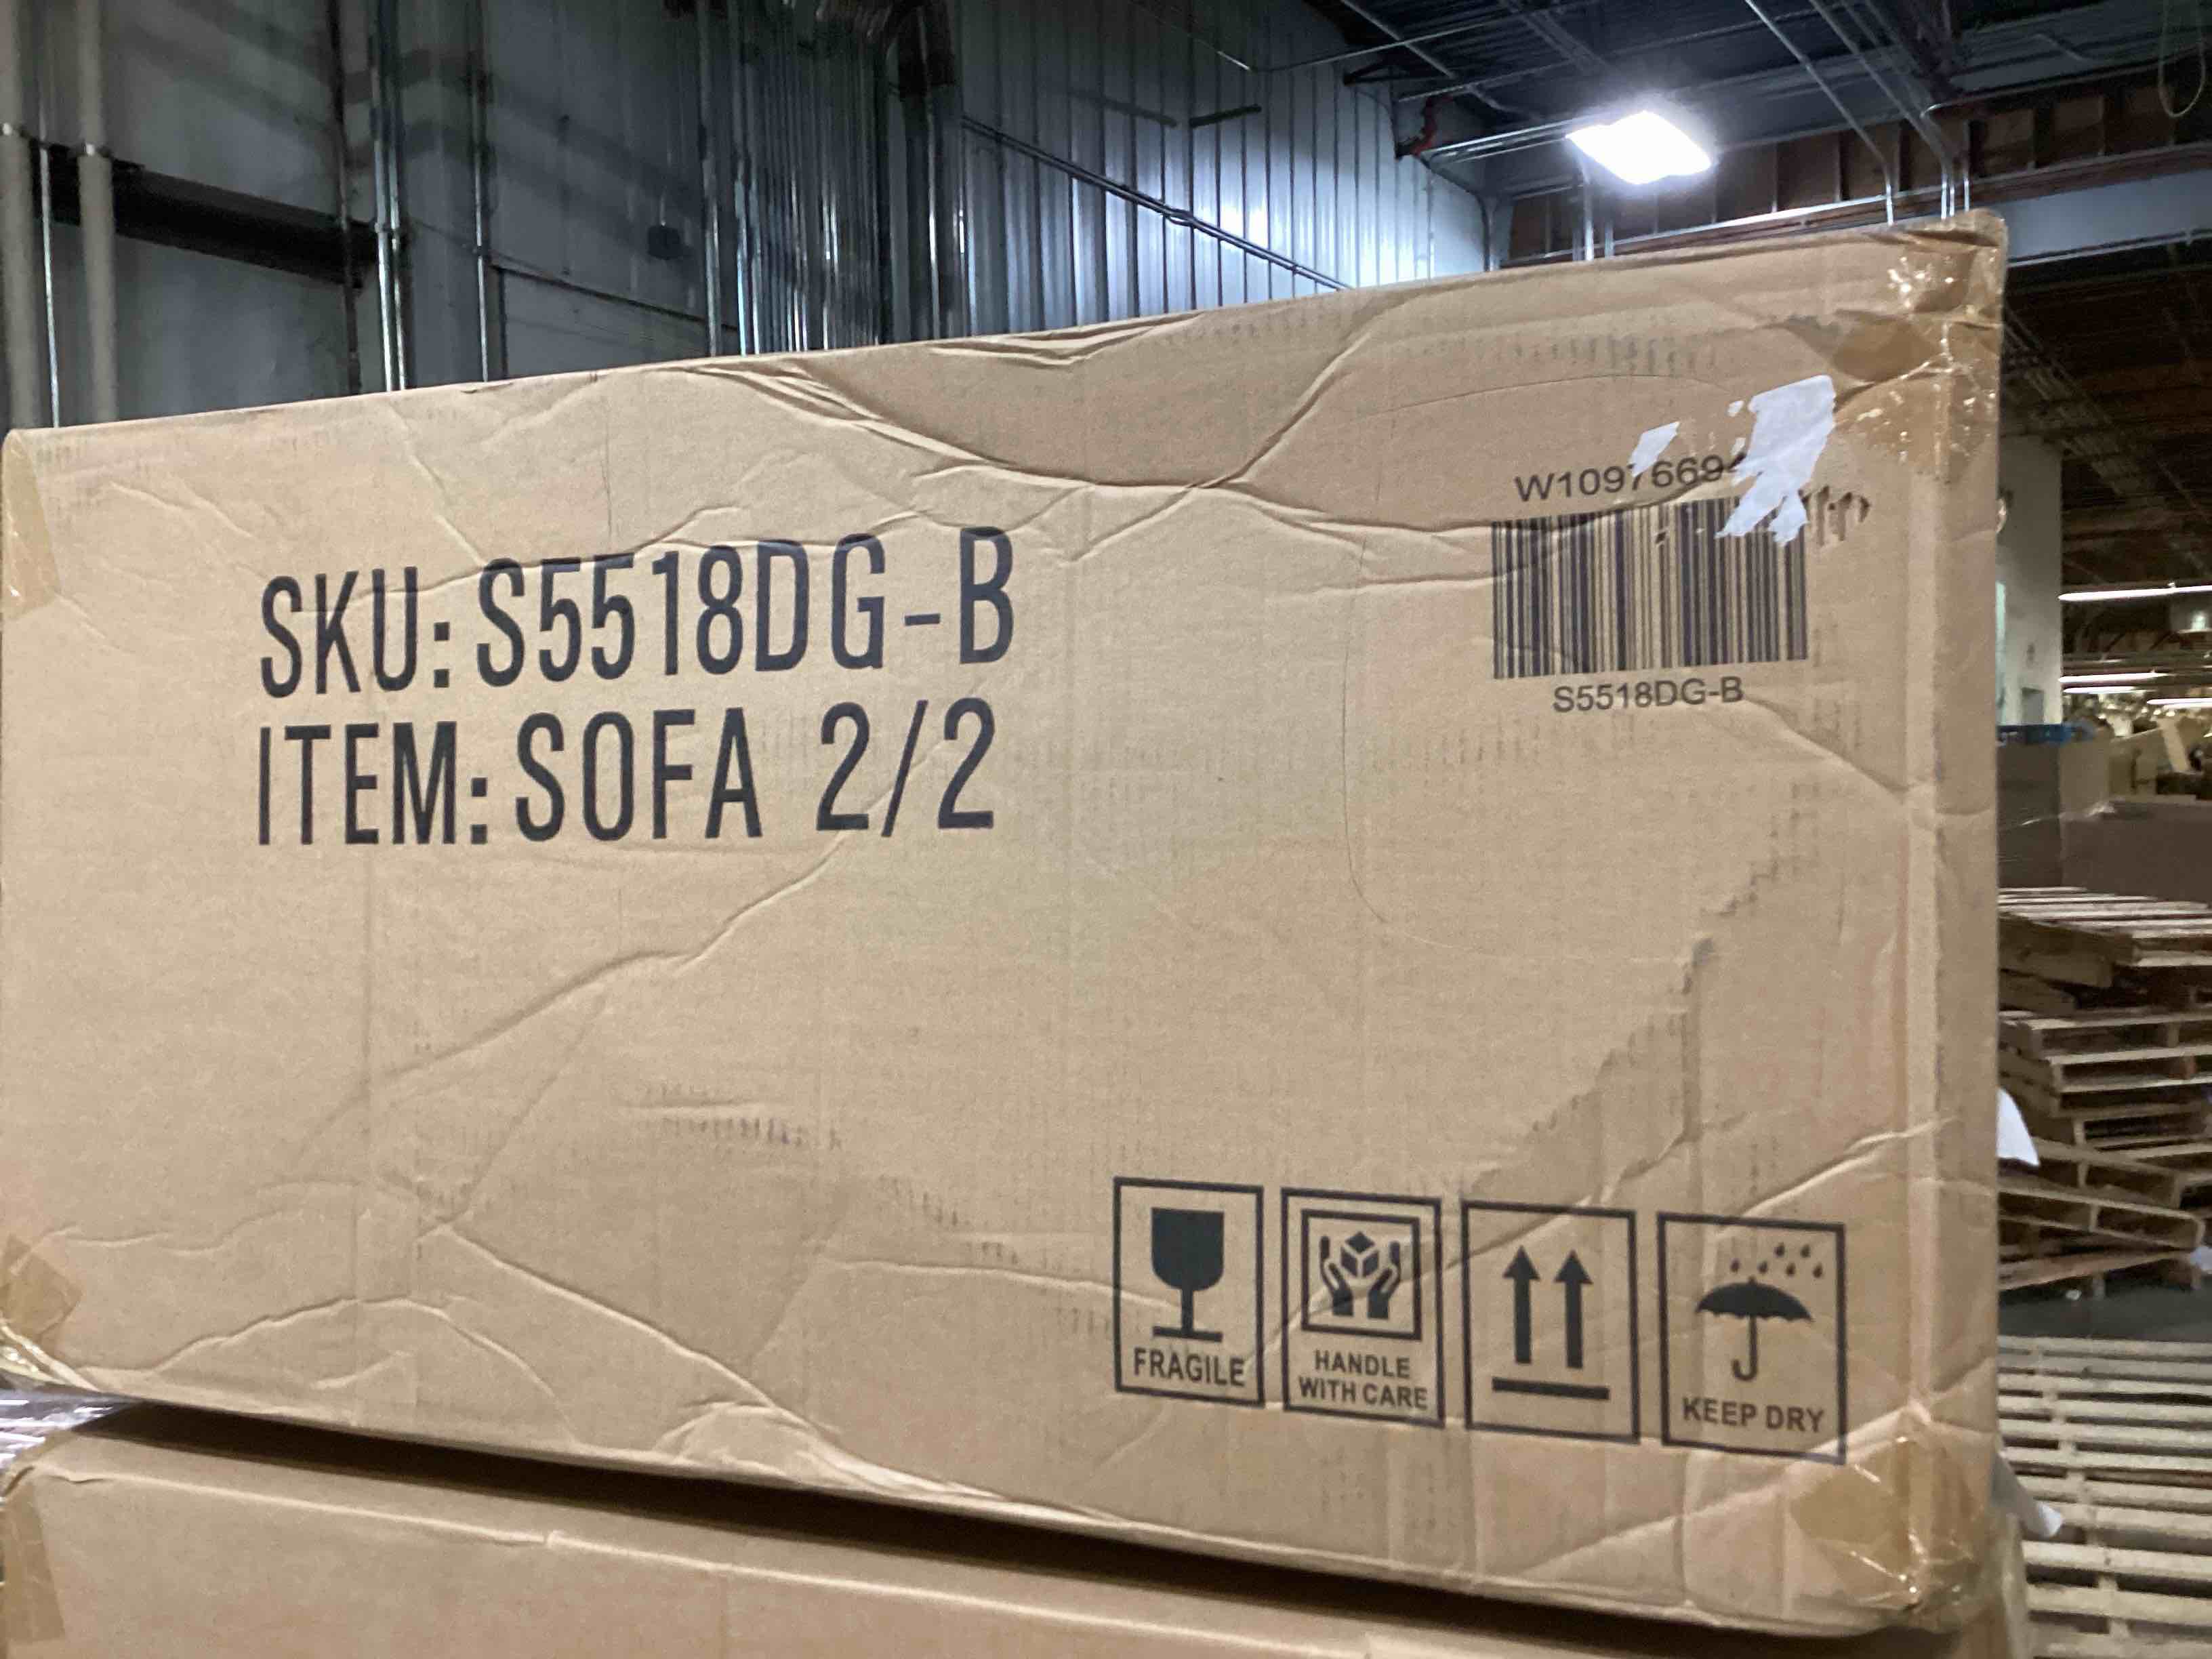 SKU: S5518DG-B
ITEM: SOFA 2/2
S5518DG-B
FRAGILE
HANDLE
WITH CARE
KEEP DRY